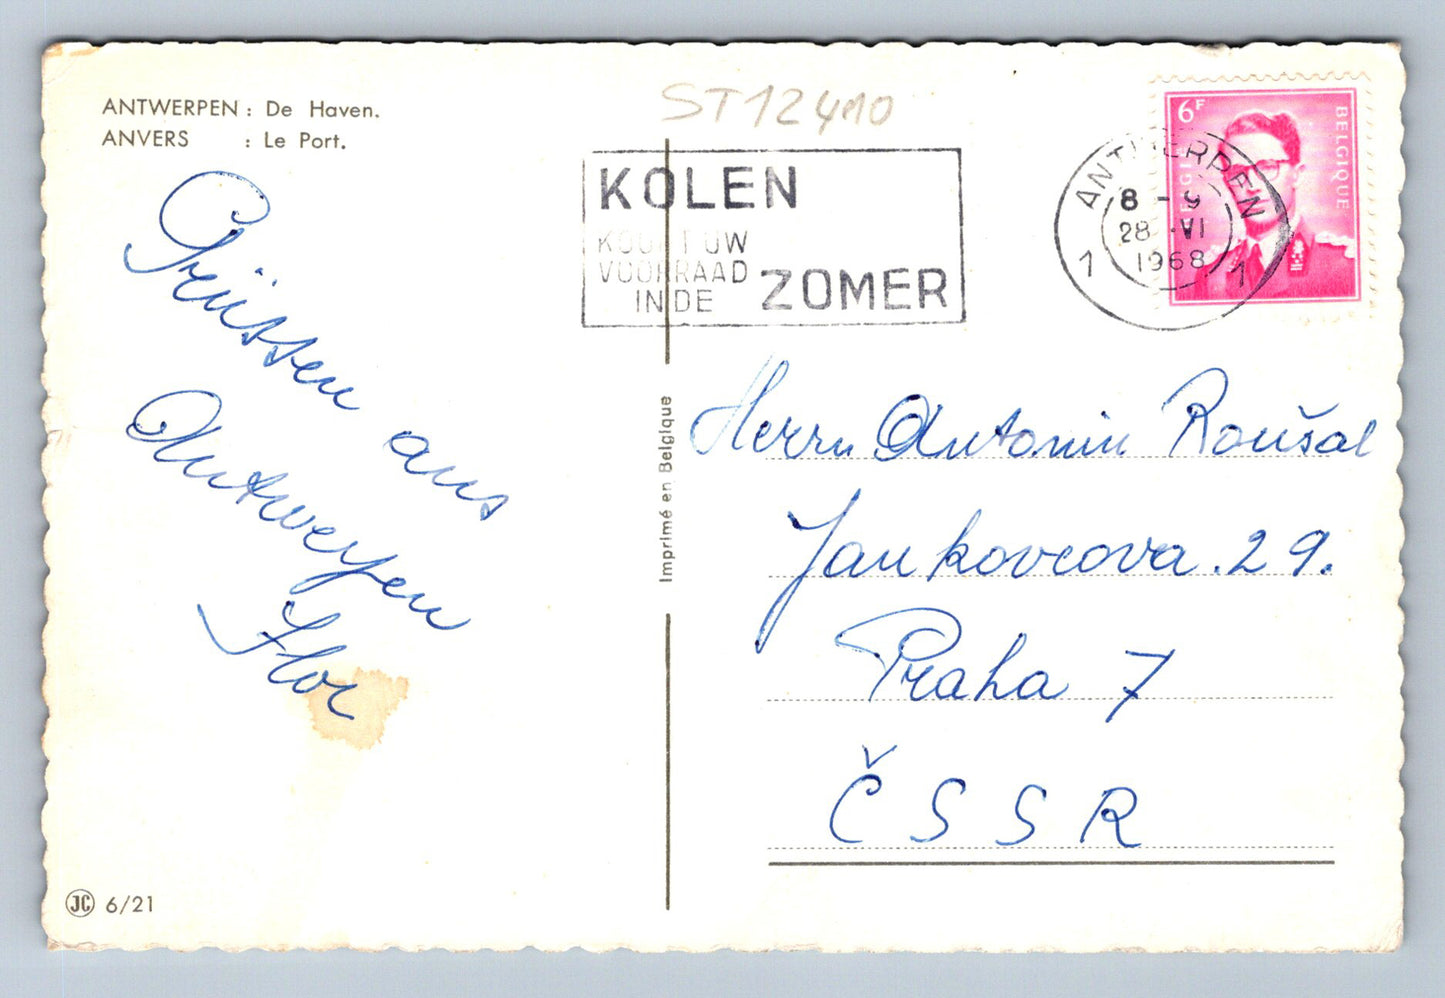 ANTWERPEN : De Haven.
ANVERS : Le Port.
ST12410
KOLEN
KOOPT UW
VOORRAAD
IN DE ZOMER
6F
BELGIQUE
BELGIE
ANTWERPEN
8 - 9
28 VI
1968
1 1
Grüssen aus
Antwerpen
Flor
Imprimé en Belgique
Herrn Antonin Roušal
Jankovcova 29.
Praha 7
ČSSR
JC 6/21